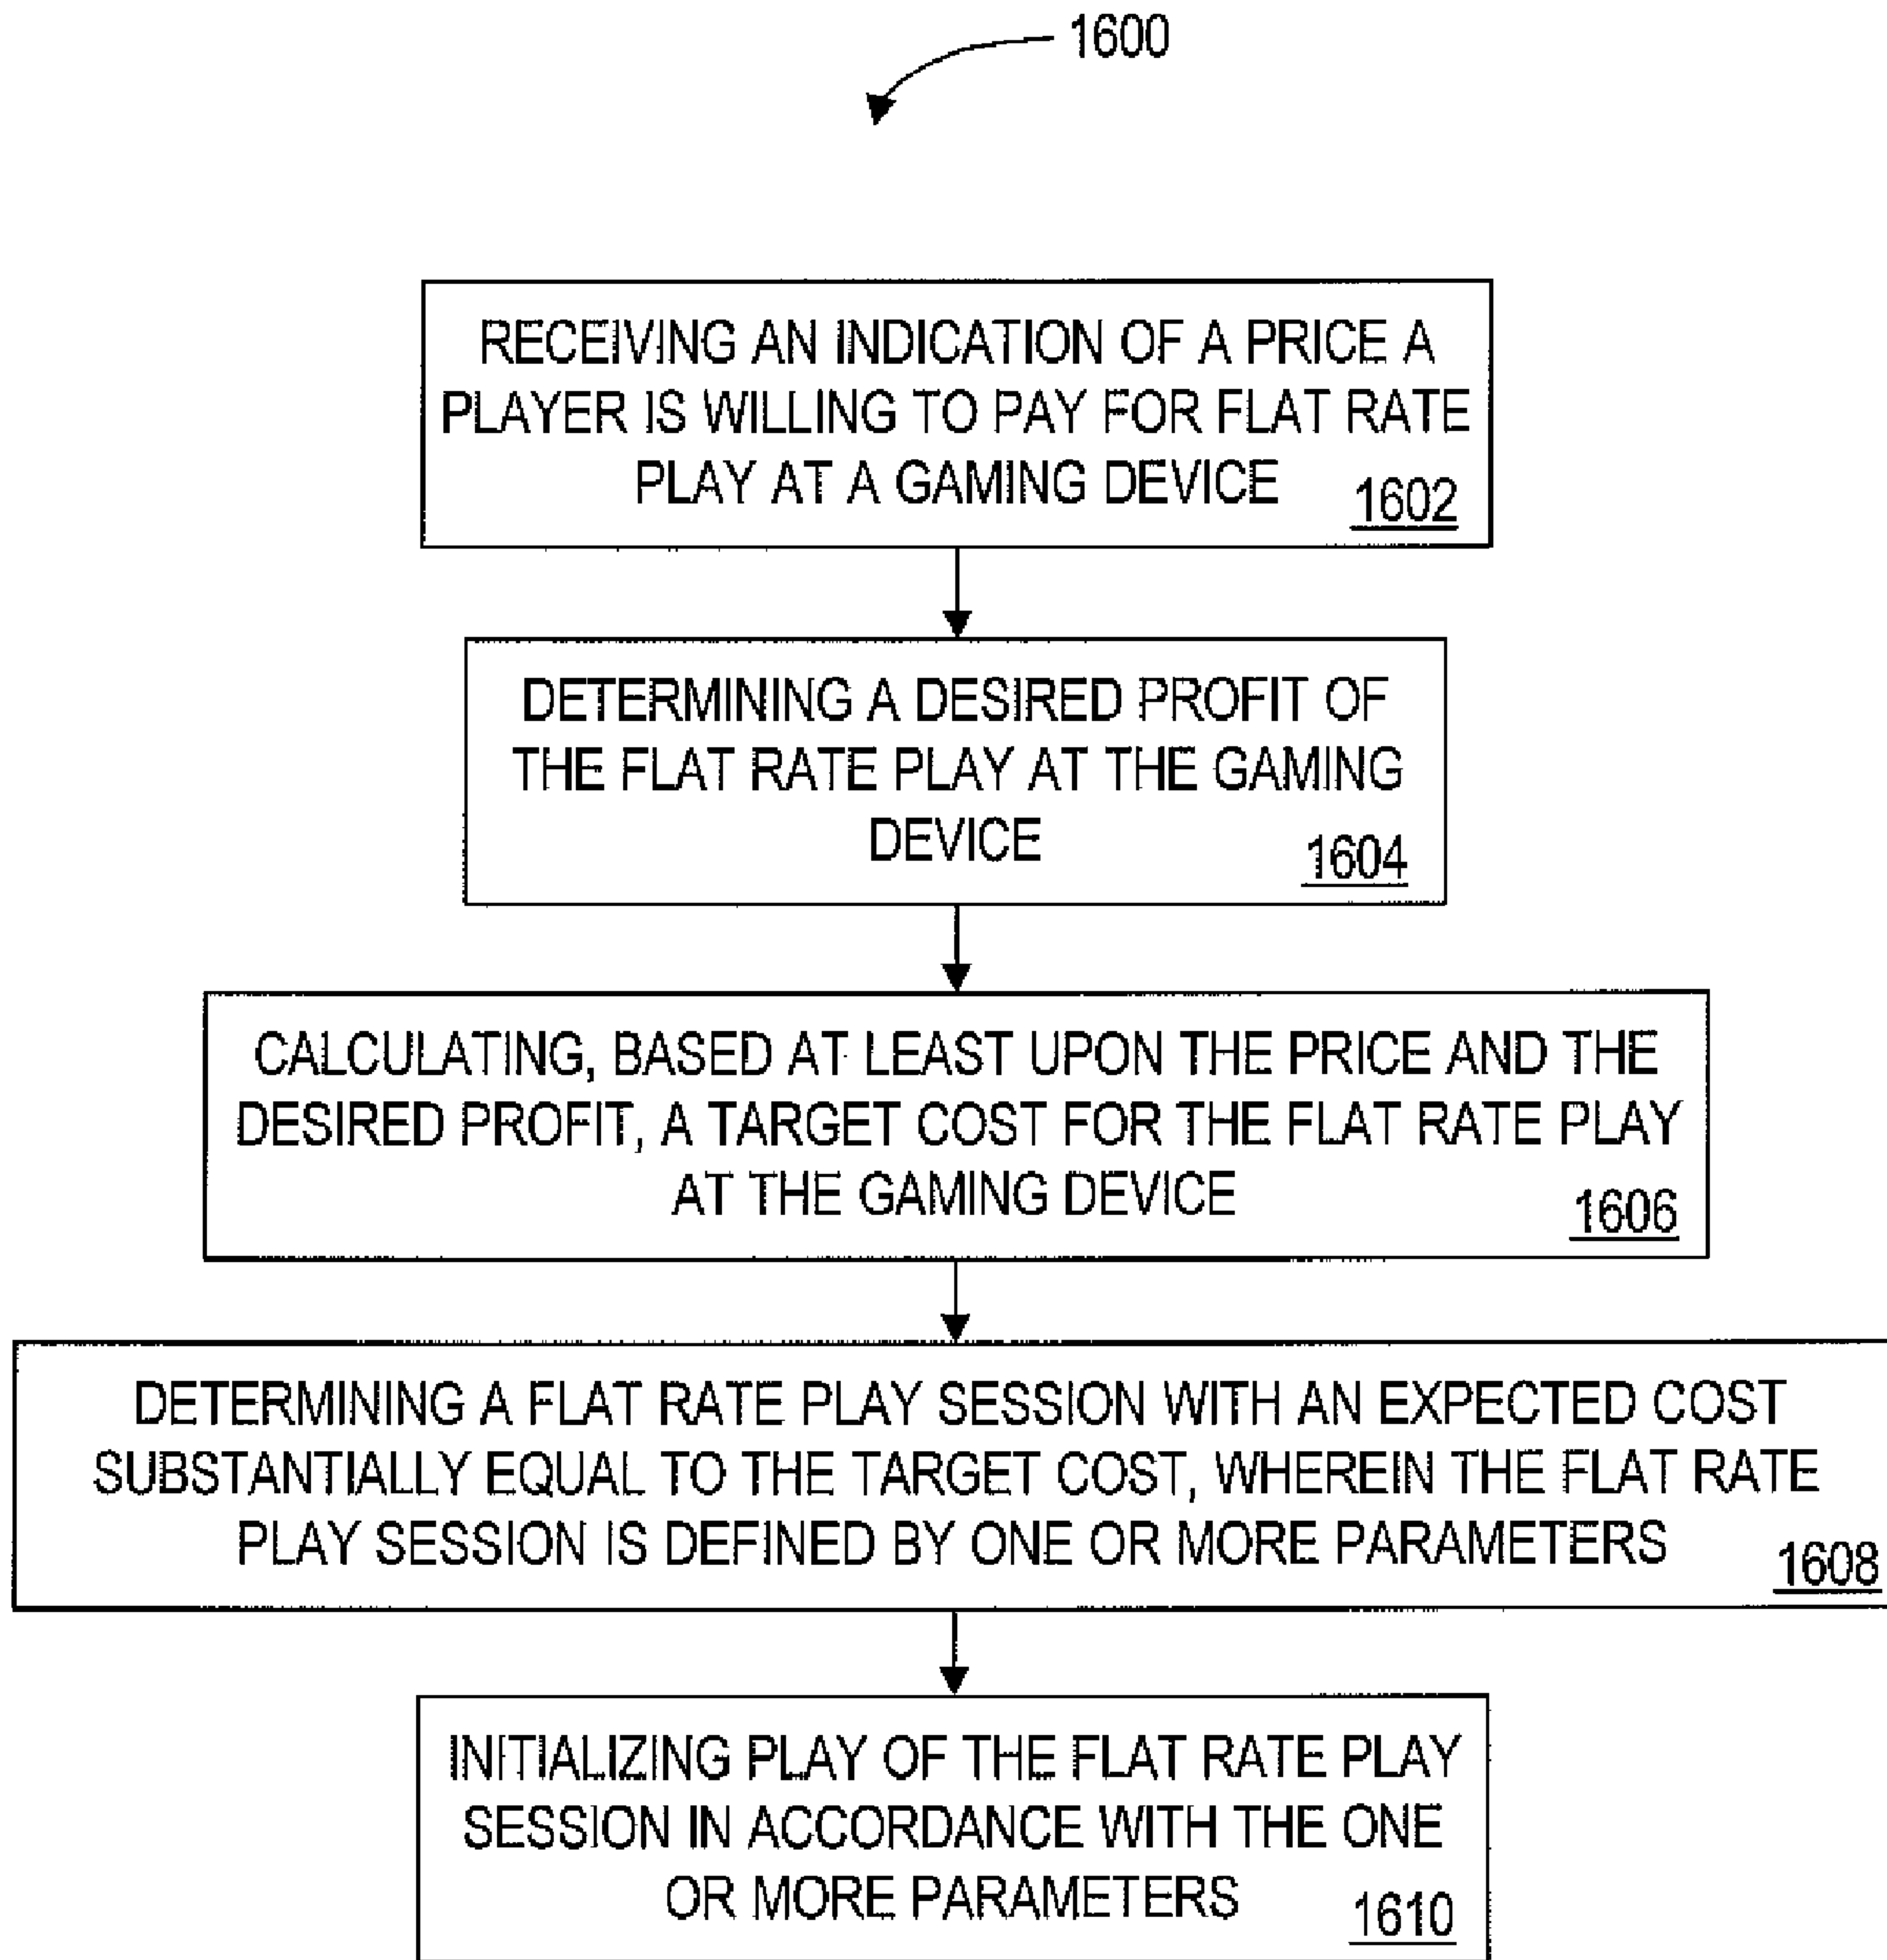 1600
RECEIVING AN INDICATION OF A PRICE A
PLAYER IS WILLING TO PAY FOR FLAT RATE
PLAY AT A GAMING DEVICE
1602
DETERMINING A DESIRED PROFIT OF
THE FLAT RATE PLAY AT THE GAMING
DEVICE
1604
CALCULATING, BASED AT LEAST UPON THE PRICE AND THE
DESIRED PROFIT, A TARGET COST FOR THE FLAT RATE PLAY
AT THE GAMING DEVICE
1606
DETERMINING A FLAT RATE PLAY SESSION WITH AN EXPECTED COST
SUBSTANTIALLY EQUAL TO THE TARGET COST, WHEREIN THE FLAT RATE
PLAY SESSION IS DEFINED BY ONE OR MORE PARAMETERS
1608
INITIALIZING PLAY OF THE FLAT RATE PLAY
SESSION IN ACCORDANCE WITH THE ONE
OR MORE PARAMETERS
1610